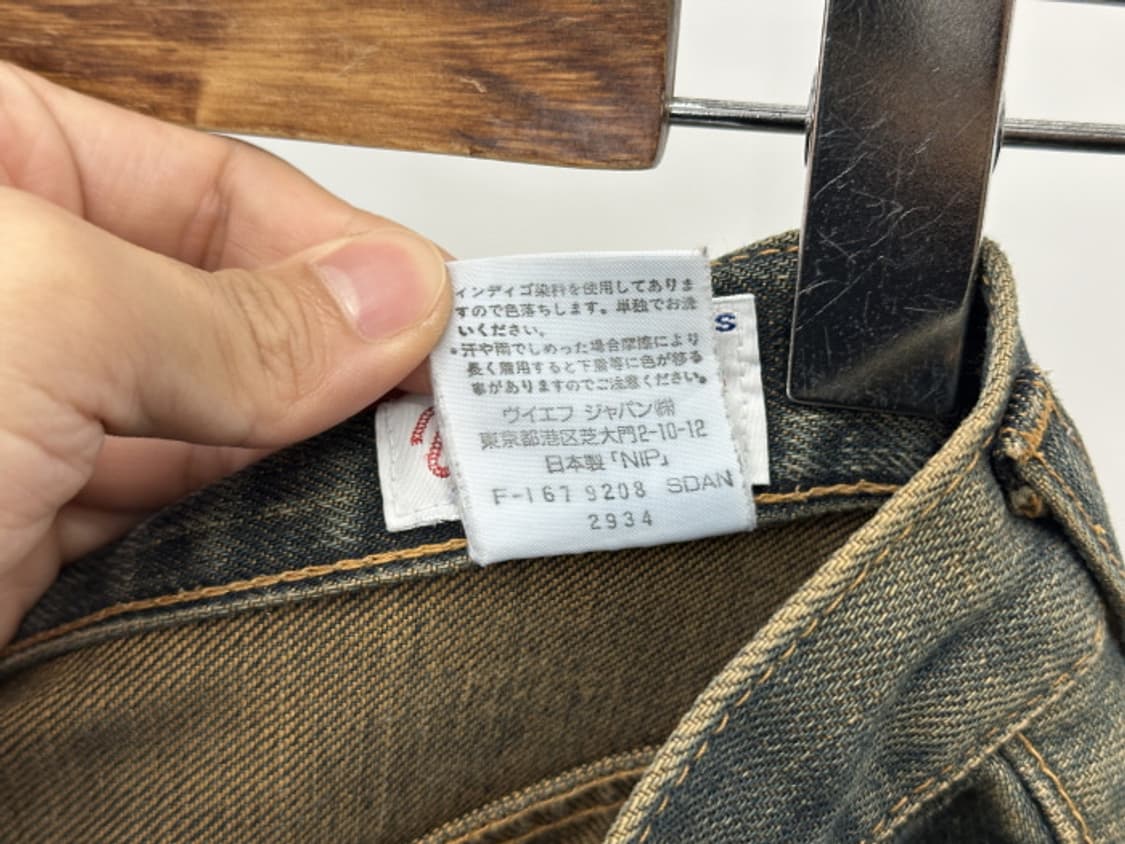 インディゴ染料を使用してありま
すので色落ちします。単独でお洗
いください。
・汗や雨でしめった場合摩擦により
長く着用すると下着等に色が移る
事がありますのでご注意ください。
ヴイエフ ジャパン㈱
東京都港区芝大門2-10-12
日本製「NIP」
F-167 9208 SDAN
2934
S